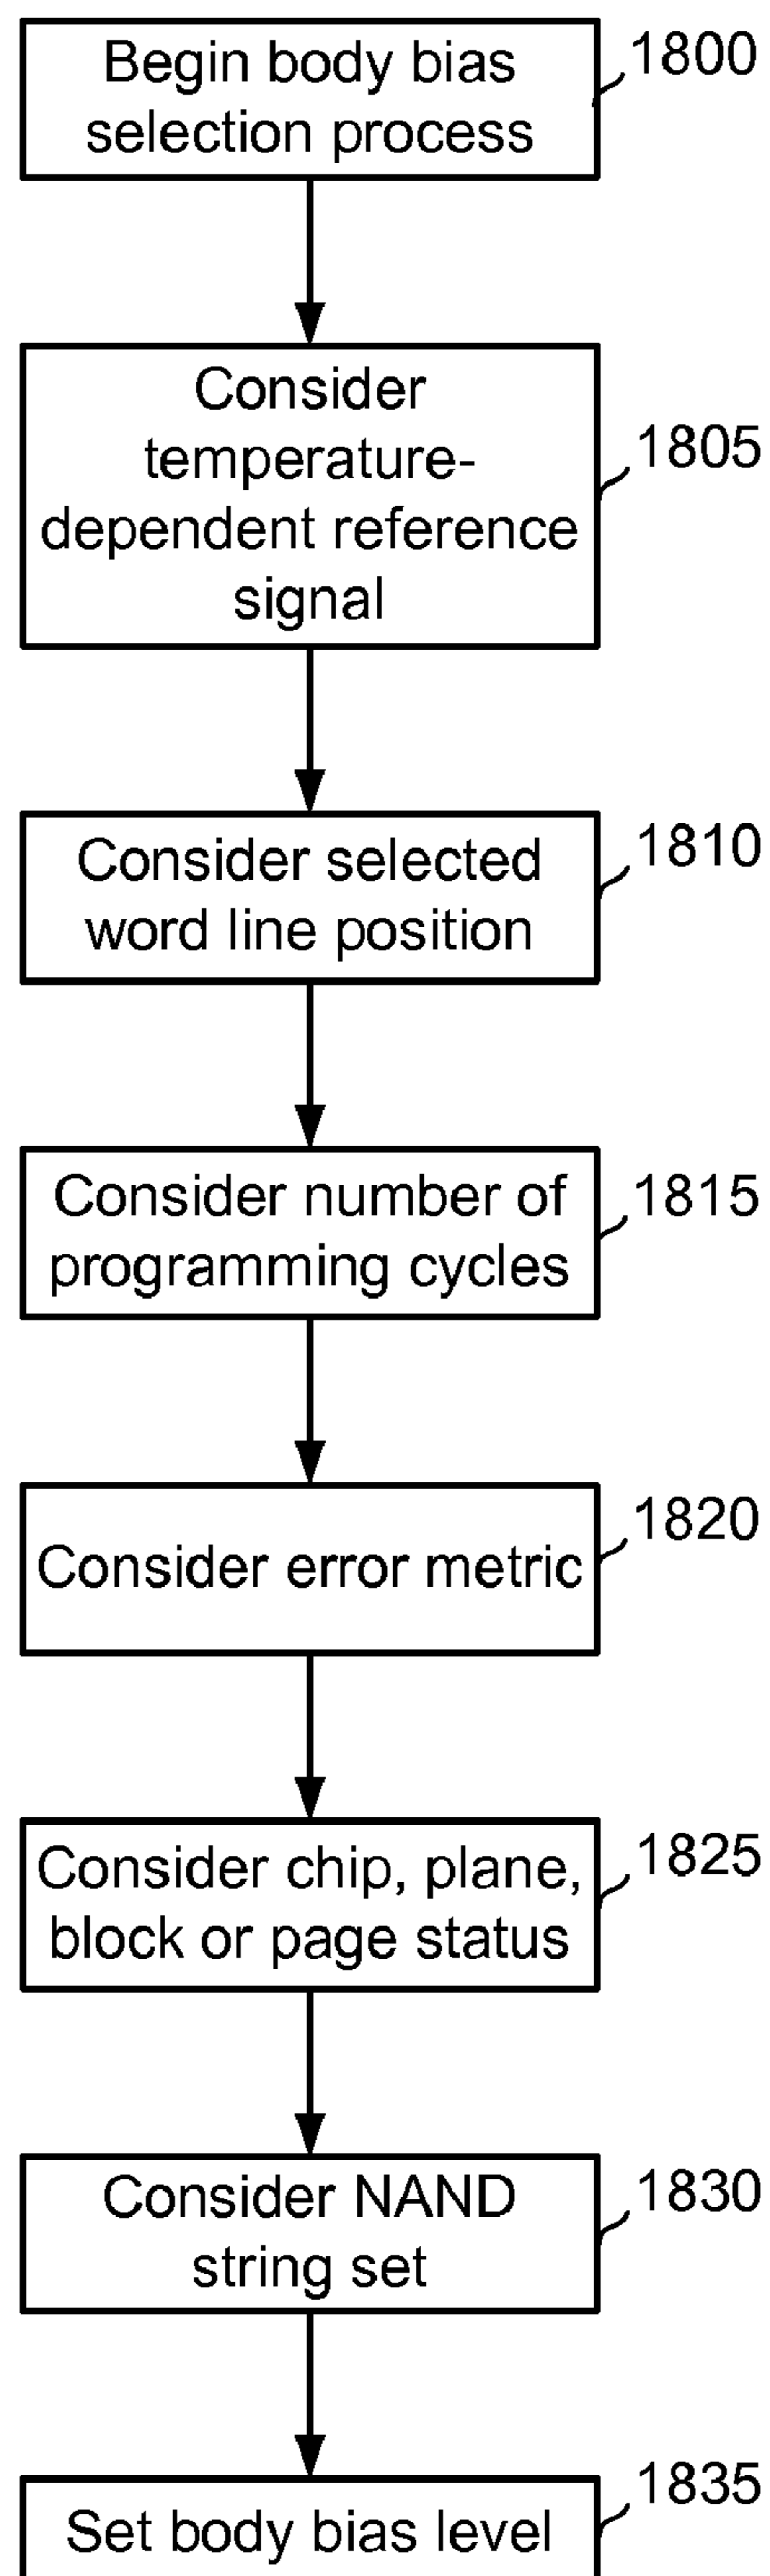 Begin body bias
selection process
1800
Consider
temperature-
dependent reference
signal
1805
Consider selected
word line position
1810
Consider number of
programming cycles
1815
Consider error metric
1820
Consider chip, plane,
block or page status
1825
Consider NAND
string set
1830
Set body bias level
1835